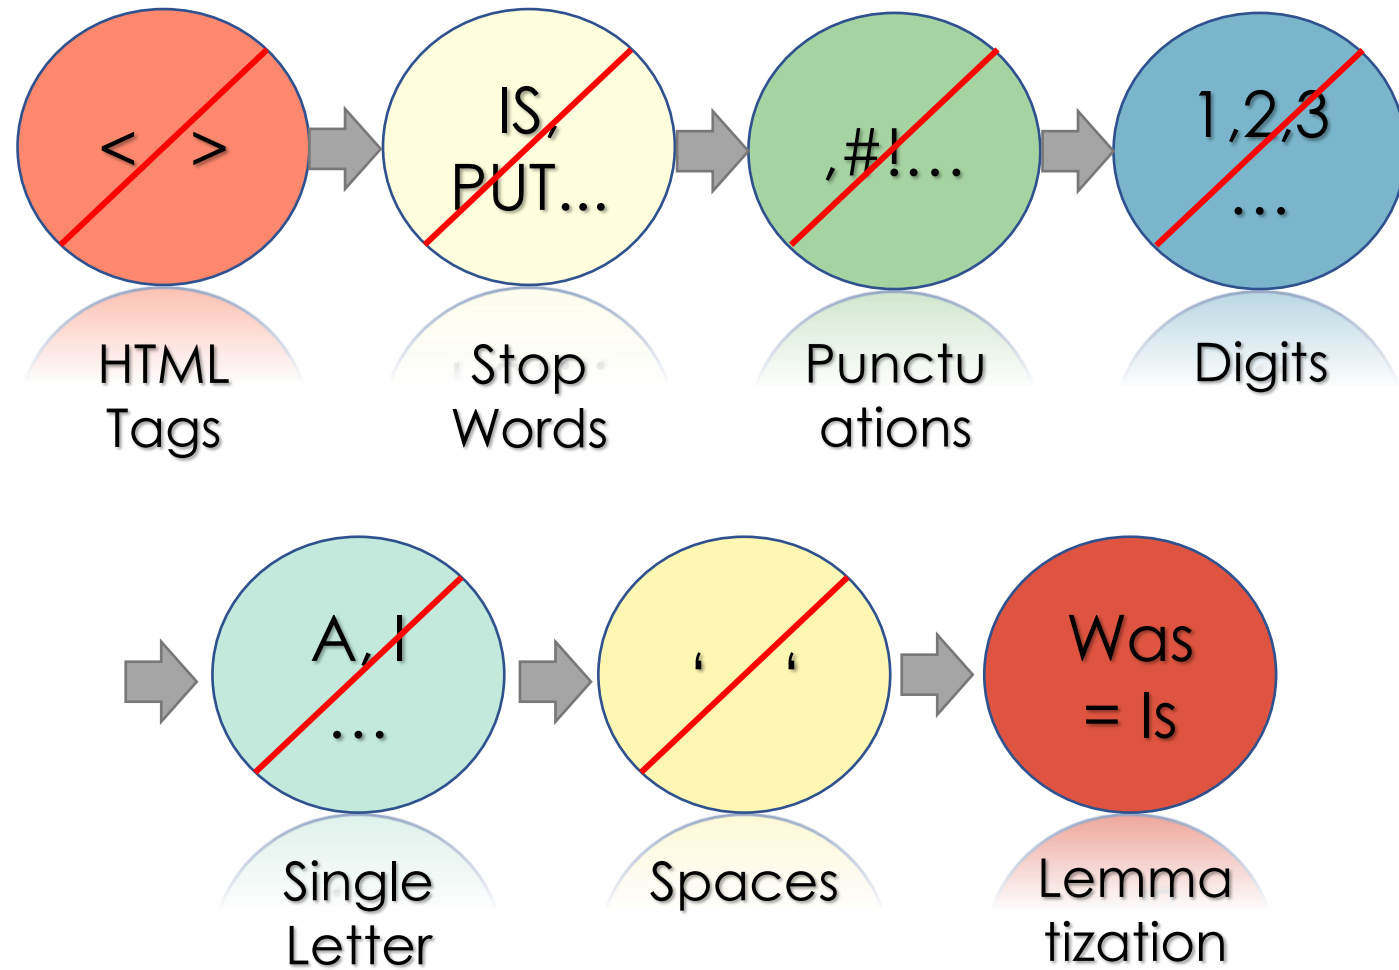 < >
IS,
PUT...
,#!...
1,2,3
...
HTML
Tags
Stop
Words
Punctu
ations
Digits
A, I
...
‘ ‘
Was
= Is
Single
Letter
Spaces
Lemma
tization